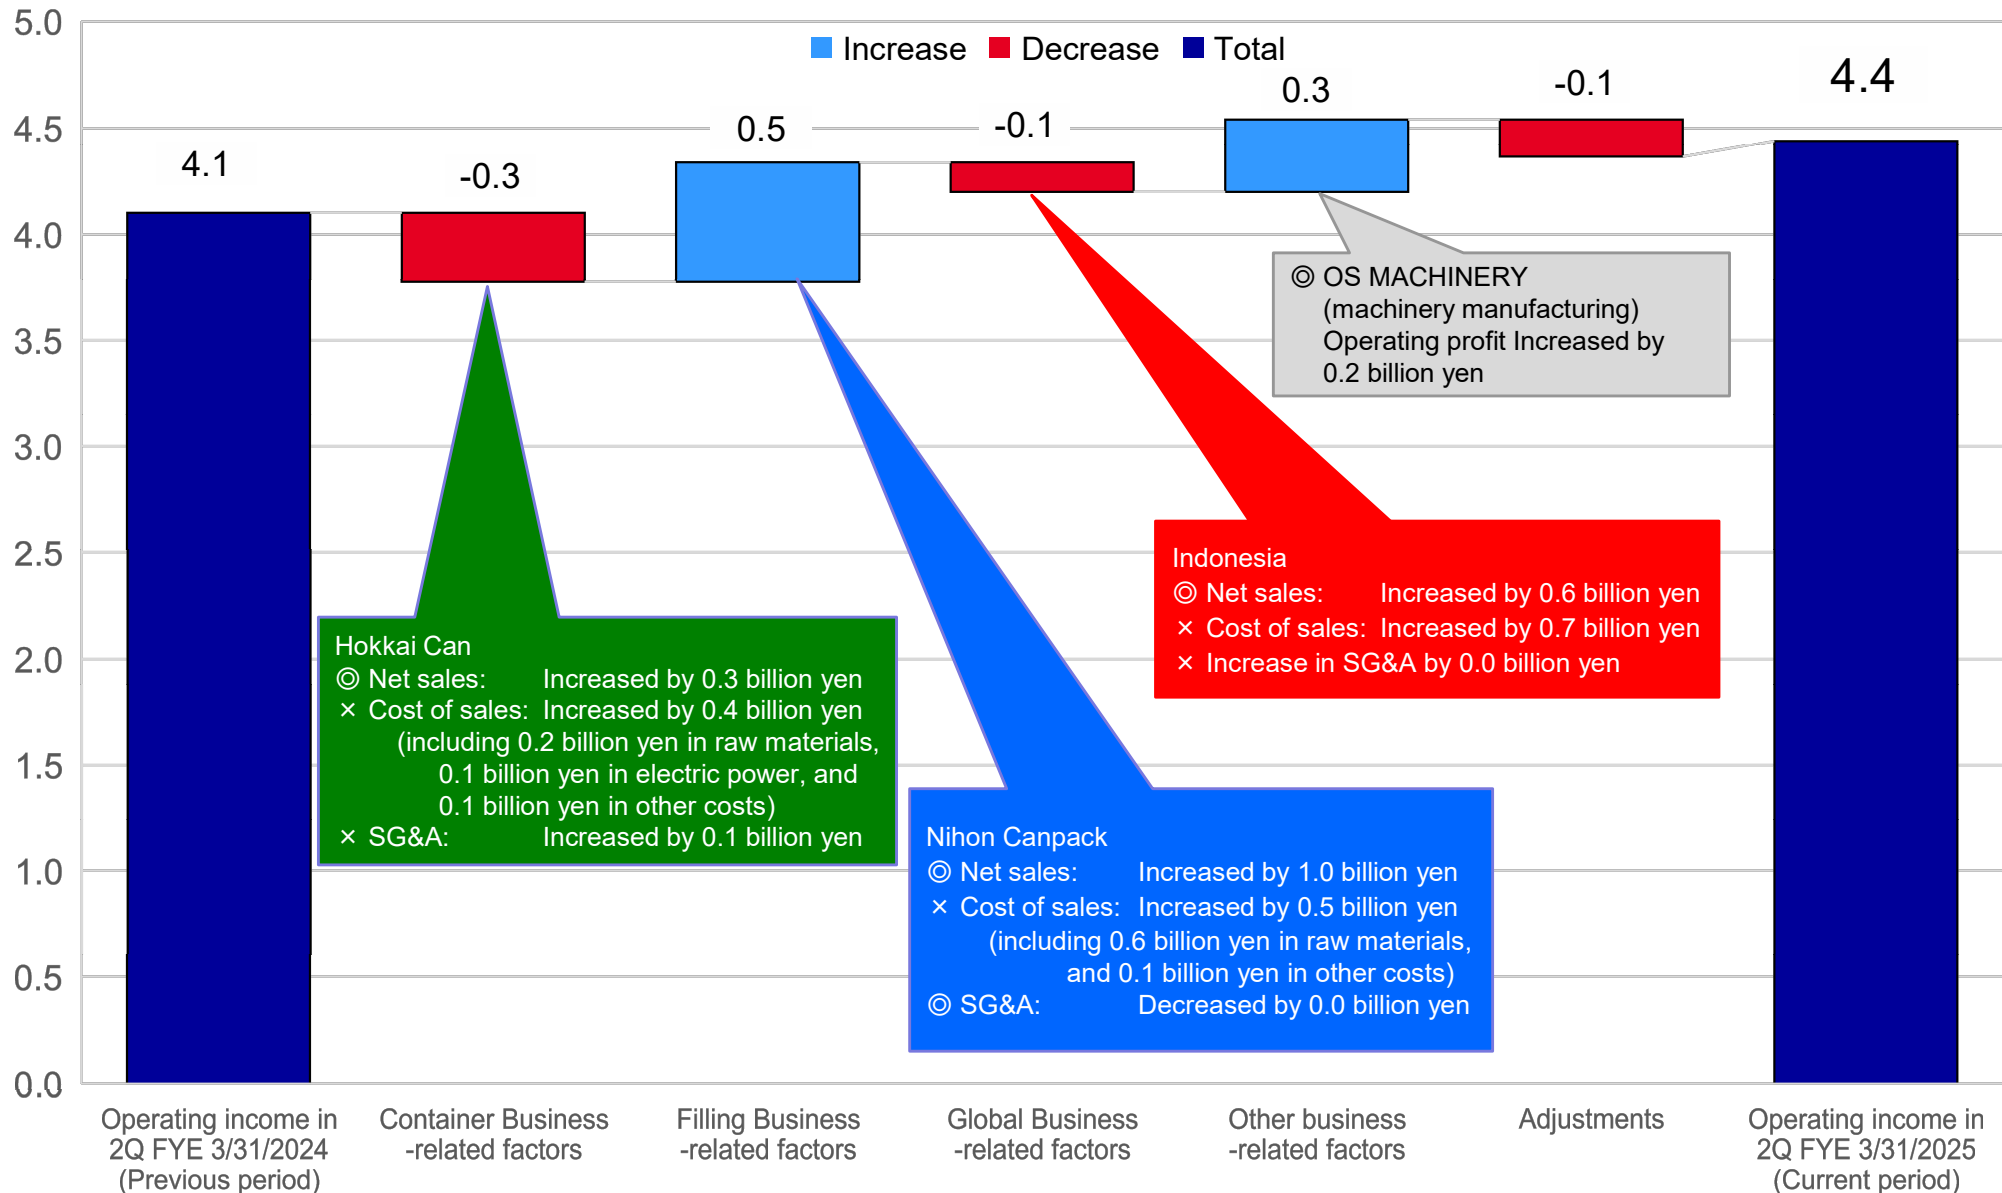 5.0
4.5
4.0
3.5
3.0
2.5
2.0
1.5
1.0
0.5
0.0
Increase Decrease Total
4.1
-0.3
0.5
-0.1
0.3
-0.1
4.4
◎ OS MACHINERY
(machinery manufacturing)
Operating profit Increased by
0.2 billion yen
Indonesia
◎ Net sales: Increased by 0.6 billion yen
× Cost of sales: Increased by 0.7 billion yen
× Increase in SG&A by 0.0 billion yen
Hokkai Can
◎ Net sales: Increased by 0.3 billion yen
× Cost of sales: Increased by 0.4 billion yen
(including 0.2 billion yen in raw materials,
0.1 billion yen in electric power, and
0.1 billion yen in other costs)
× SG&A: Increased by 0.1 billion yen
Nihon Canpack
◎ Net sales: Increased by 1.0 billion yen
× Cost of sales: Increased by 0.5 billion yen
(including 0.6 billion yen in raw materials,
and 0.1 billion yen in other costs)
◎ SG&A: Decreased by 0.0 billion yen
Operating income in
2Q FYE 3/31/2024
(Previous period)
Container Business
-related factors
Filling Business
-related factors
Global Business
-related factors
Other business
-related factors
Adjustments
Operating income in
2Q FYE 3/31/2025
(Current period)